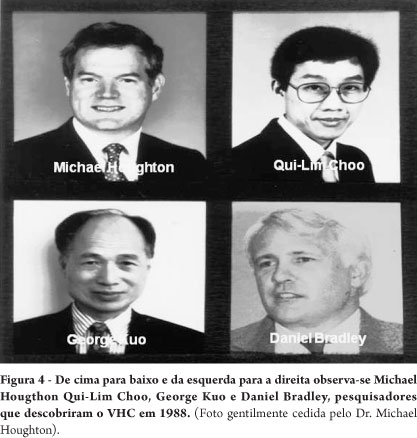 Michael Houghton
Qui-Lim Choo
George Kuo
Daniel Bradley
Figura 4 - De cima para baixo e da esquerda para a direita observa-se Michael
Hougthon Qui-Lim Choo, George Kuo e Daniel Bradley, pesquisadores
que descobriram o VHC em 1988. (Foto gentilmente cedida pelo Dr. Michael
Houghton).